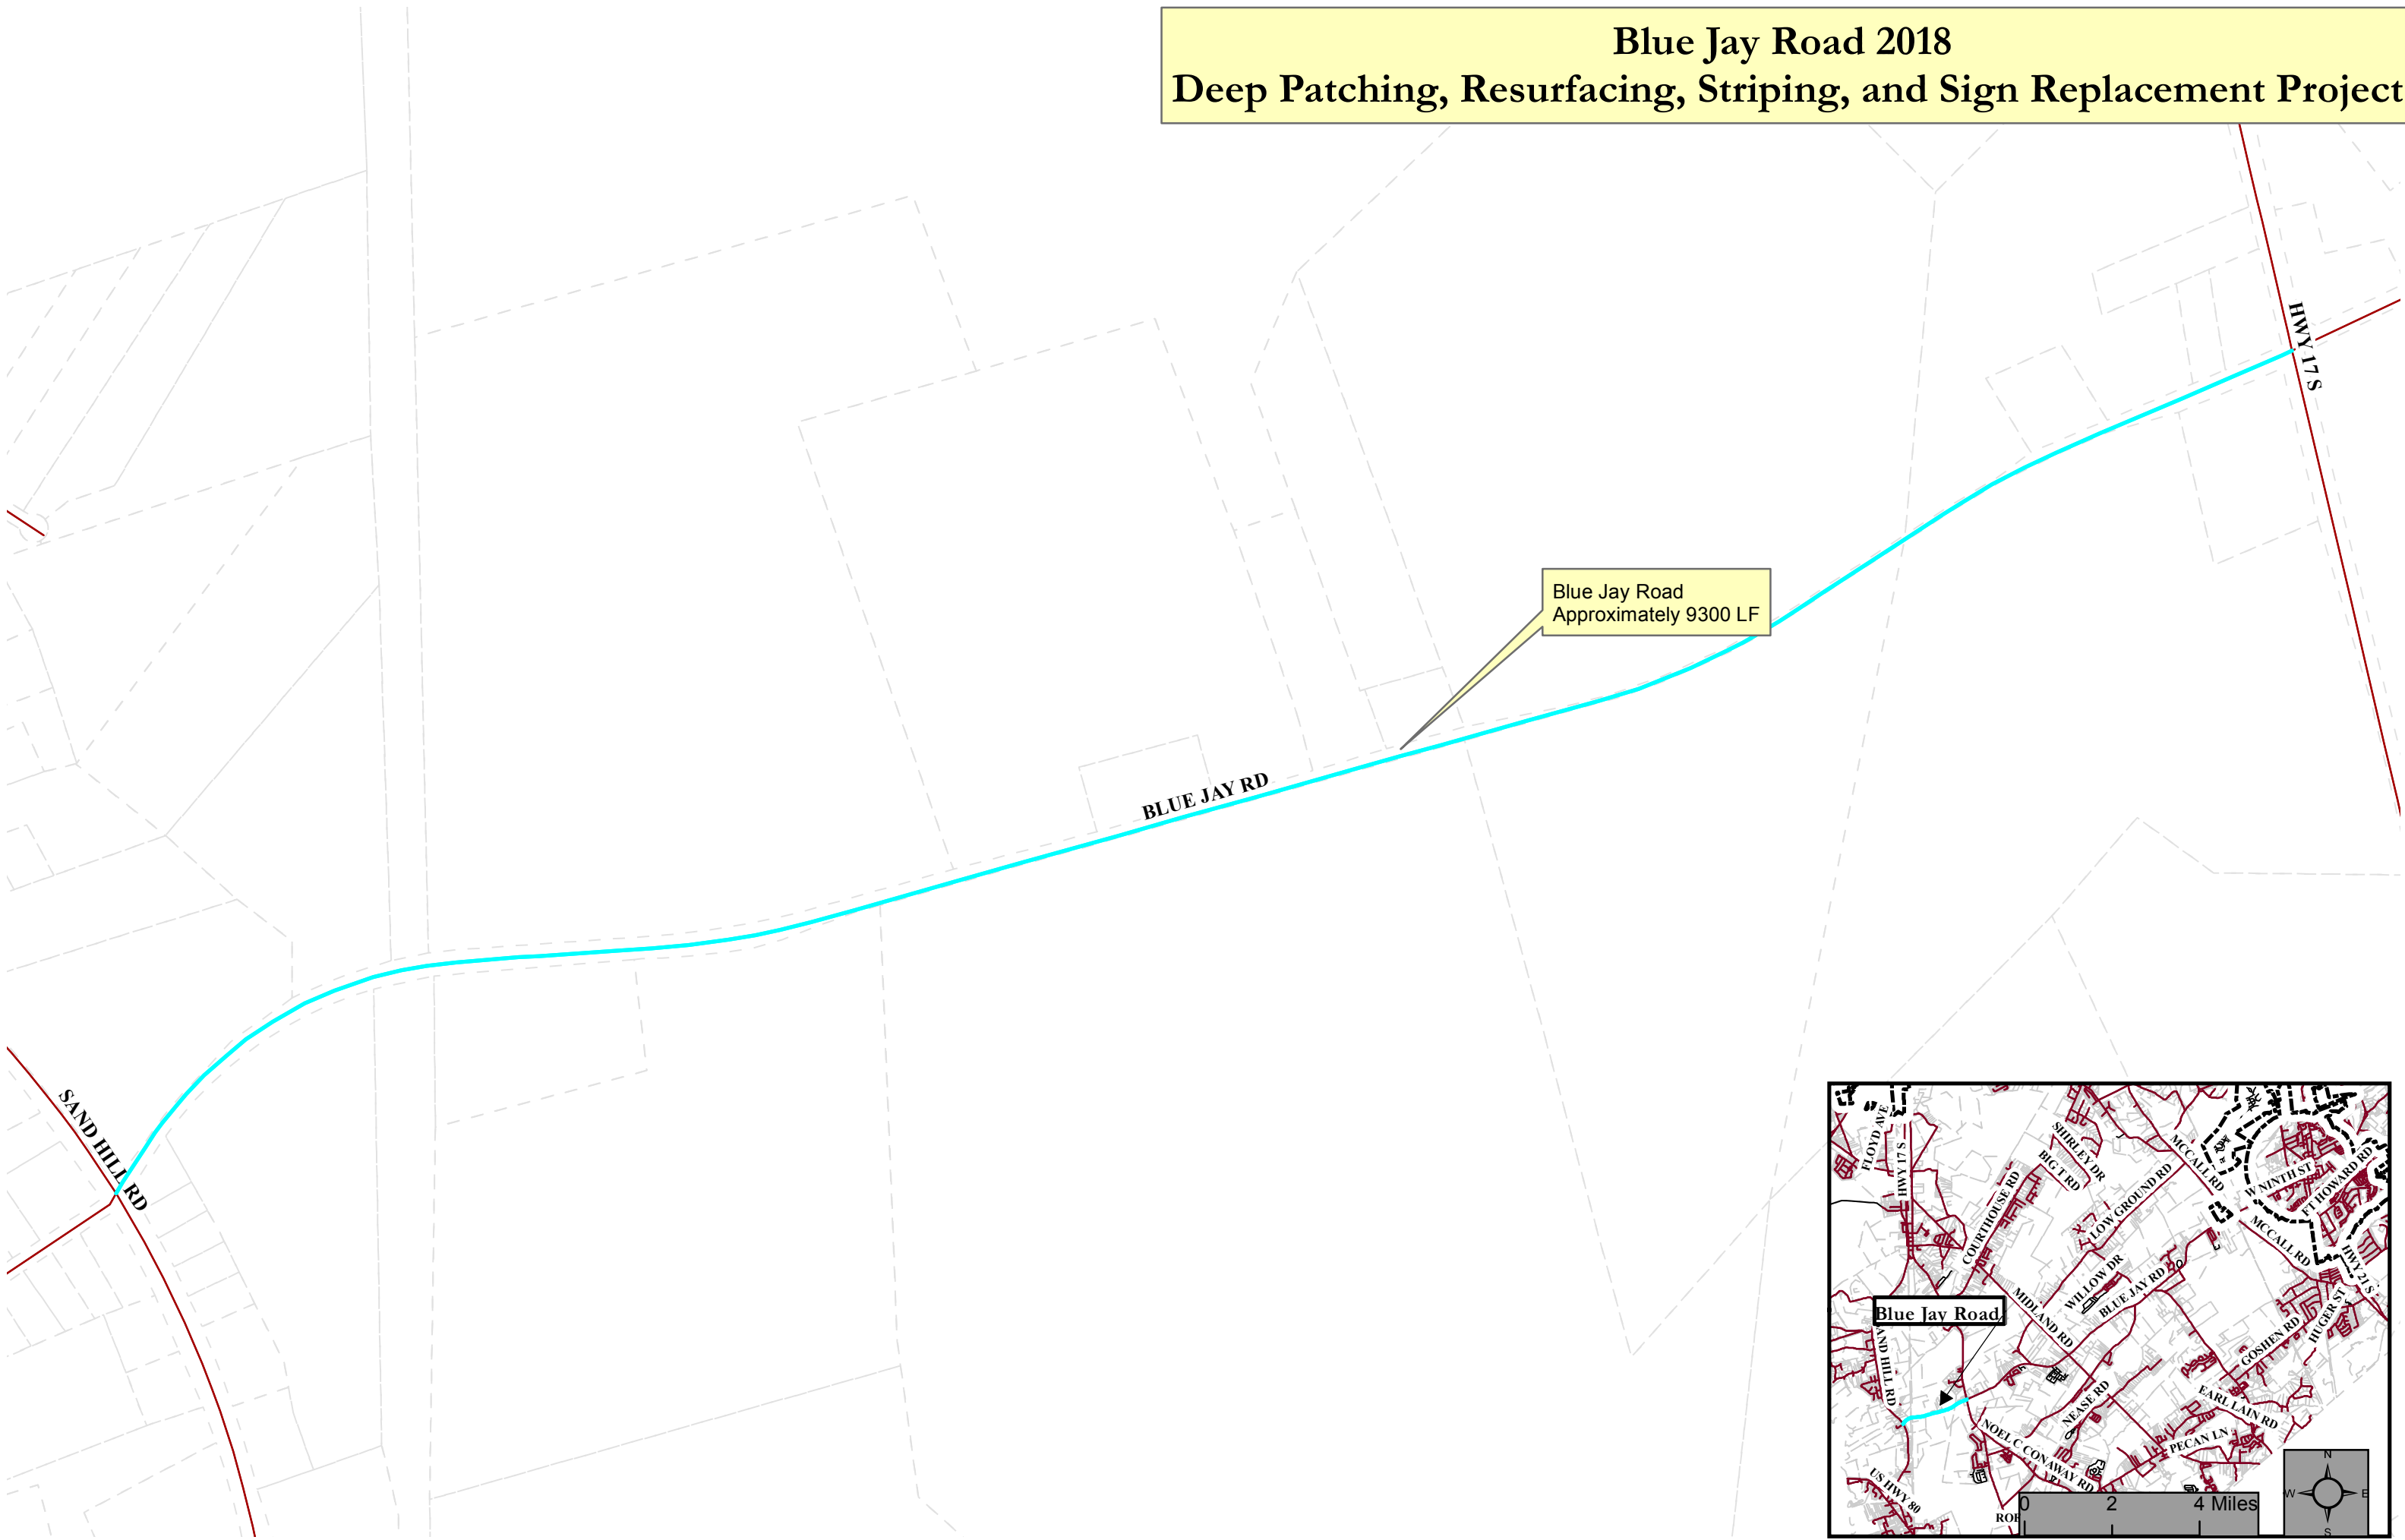 Blue Jay Road 2018
Deep Patching, Resurfacing, Striping, and Sign Replacement Project
HWY 17 S
Blue Jay Road
Approximately 9300 LF
BLUE JAY RD
SAND HILL RD
FLOYD AVE
HWY 17 S
COURTHOUSE RD
SHIRLEY DR
BIG T RD
LOW GROUND RD
MCCALL RD
W NINTH ST
FT HOWARD RD
MCCALL RD
HWY 21 S
WILLOW DR
BLUE JAY RD
MIDLAND RD
Blue Jay Road
AND HILL RD
HUGER ST
GOSHEN RD
NEASE RD
EARL LAIN RD
NOEL C CONAWAY RD
PECAN LN
US HWY 80
ROE
0 2 4 Miles
N
W E
S